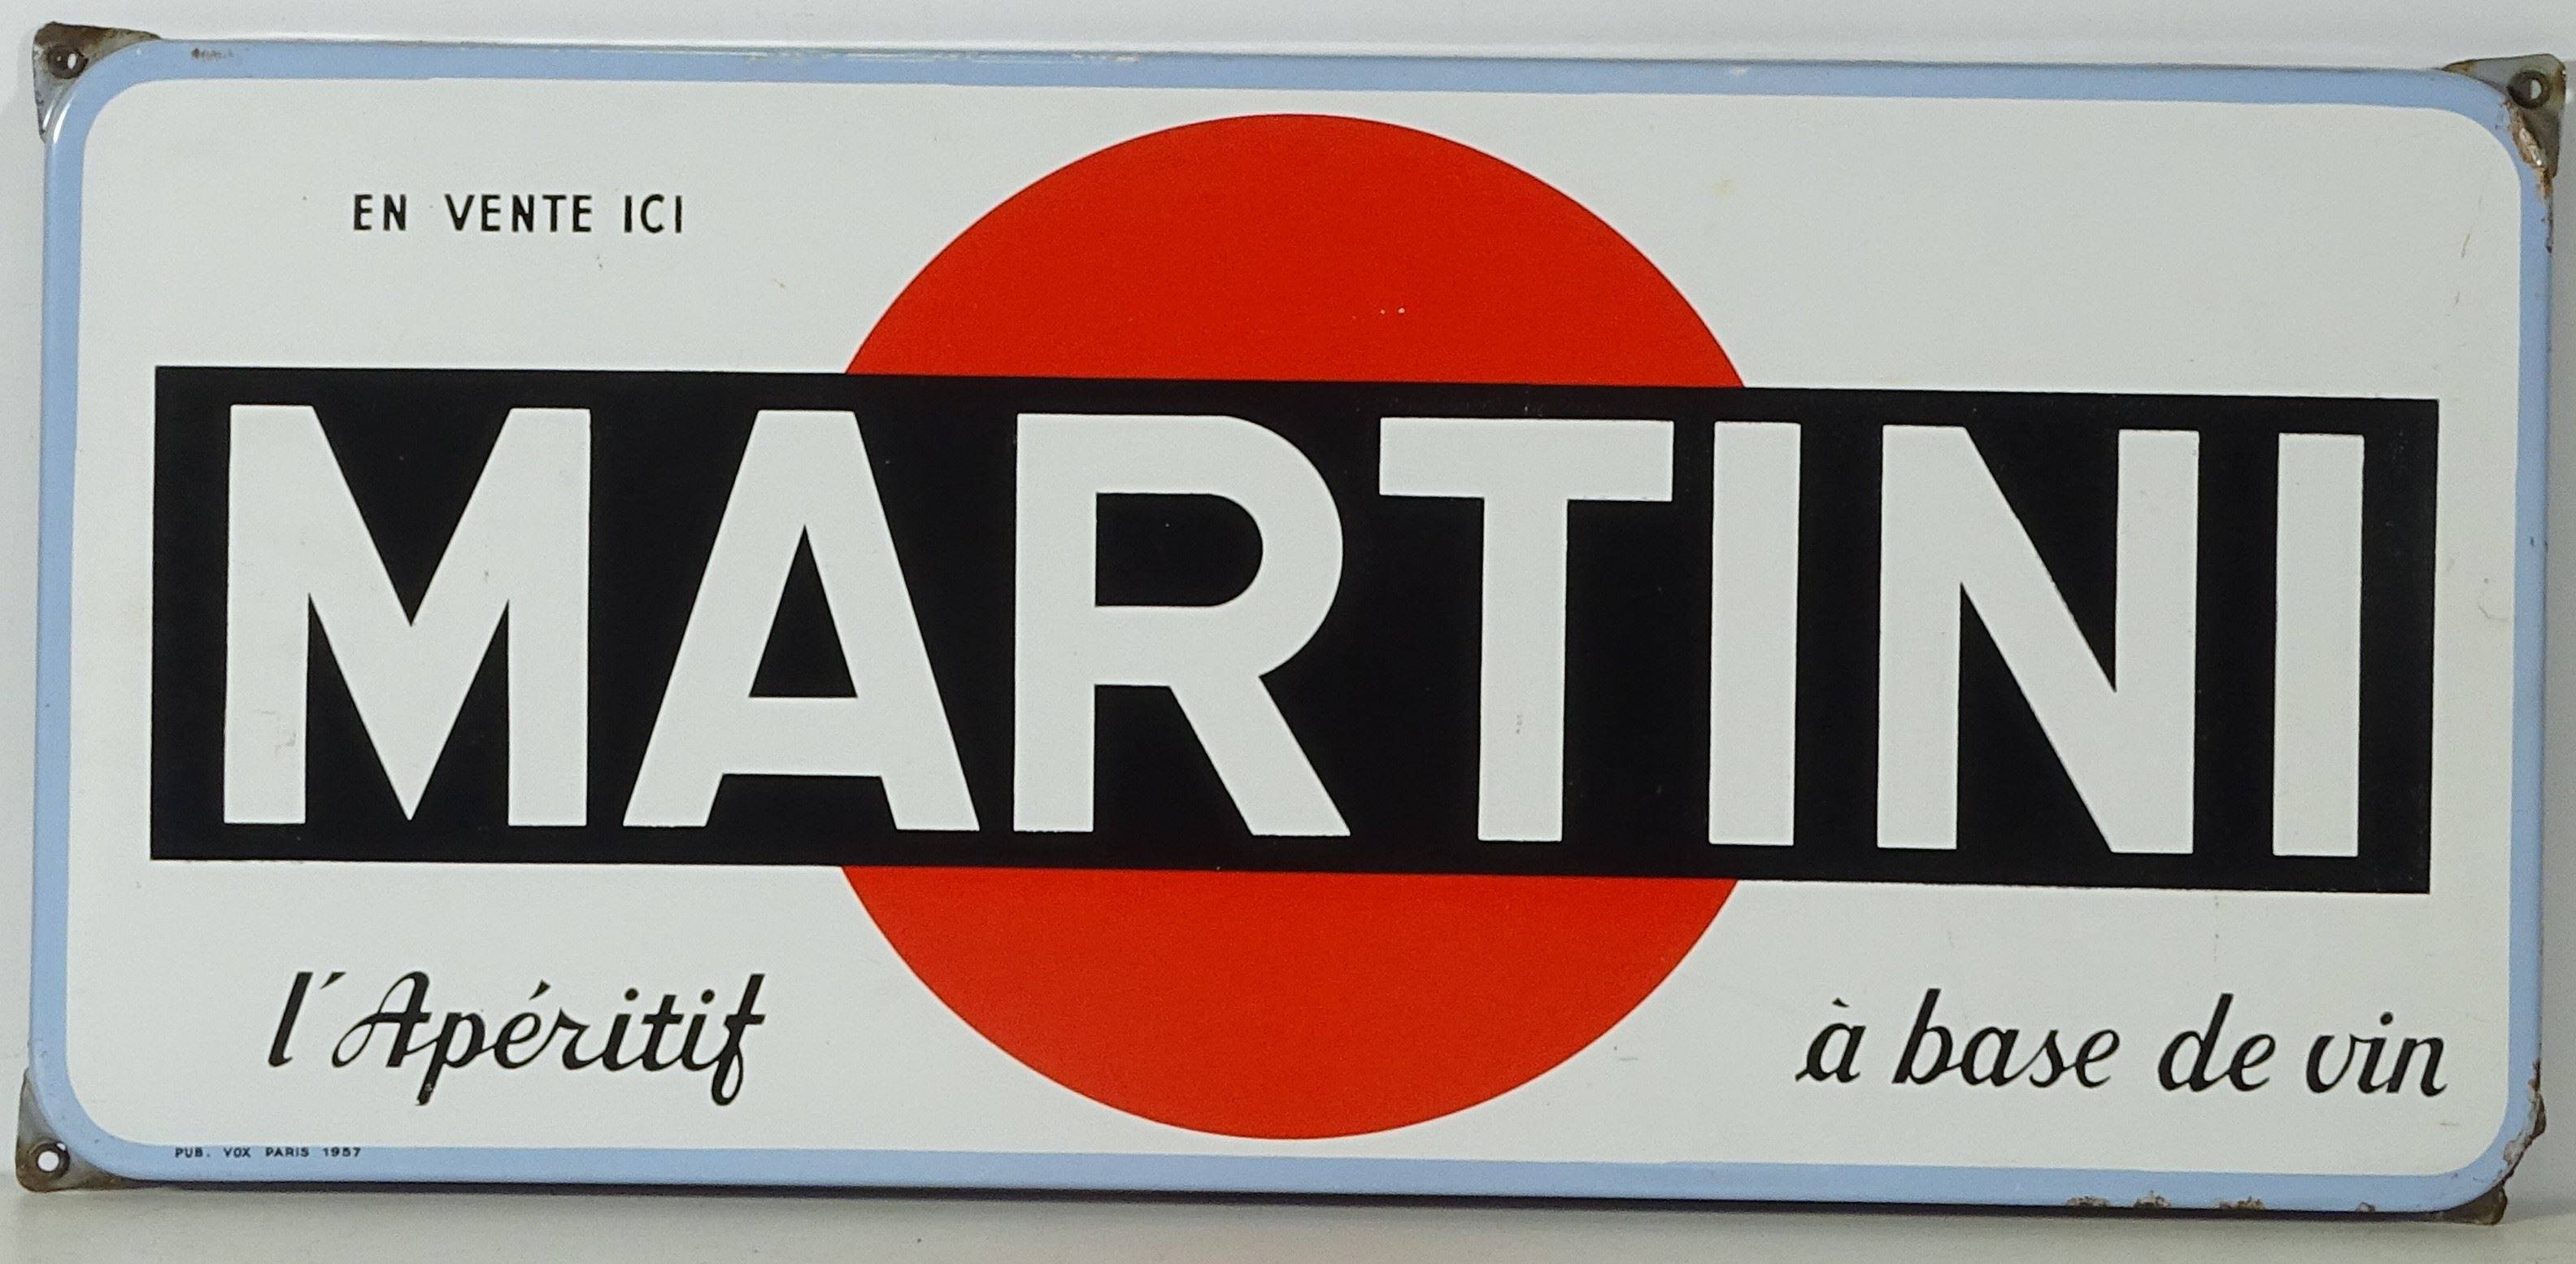 EN VENTE ICI
MARTINI
l'Apéritif à base de vin
PUB. VOX PARIS 1957